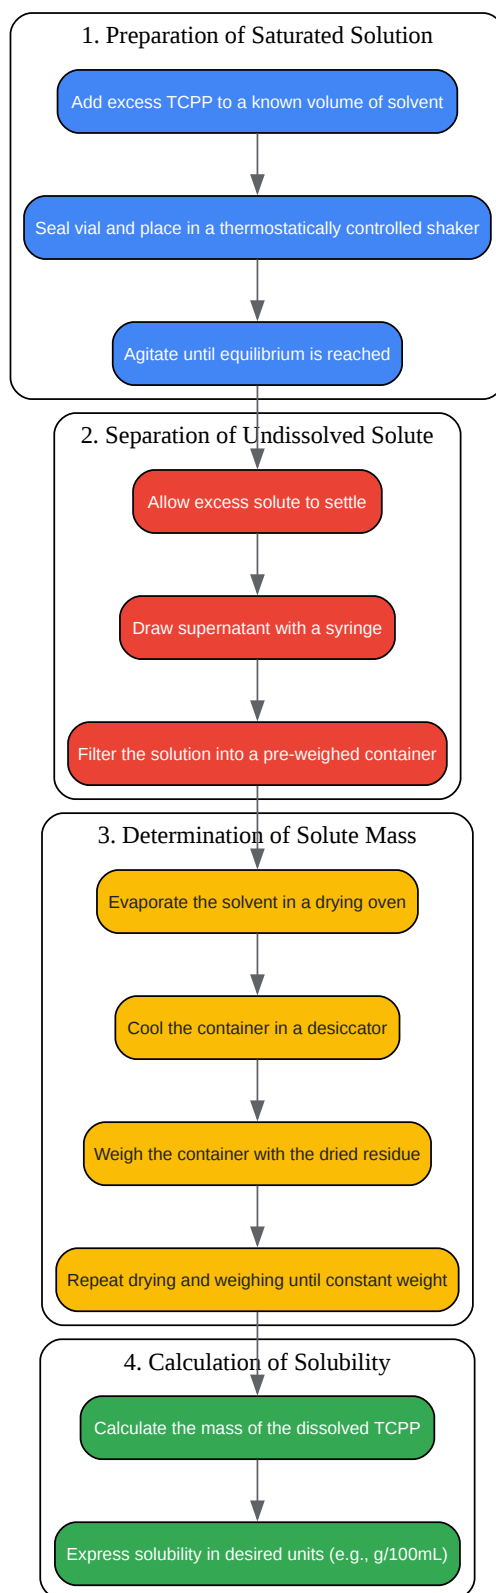 1. Preparation of Saturated Solution
Add excess TCPP to a known volume of solvent
Seal vial and place in a thermostatically controlled shaker
Agitate until equilibrium is reached
2. Separation of Undissolved Solute
Allow excess solute to settle
Draw supernatant with a syringe
Filter the solution into a pre-weighed container
3. Determination of Solute Mass
Evaporate the solvent in a drying oven
Cool the container in a desiccator
Weigh the container with the dried residue
Repeat drying and weighing until constant weight
4. Calculation of Solubility
Calculate the mass of the dissolved TCPP
Express solubility in desired units (e.g., g/100mL)